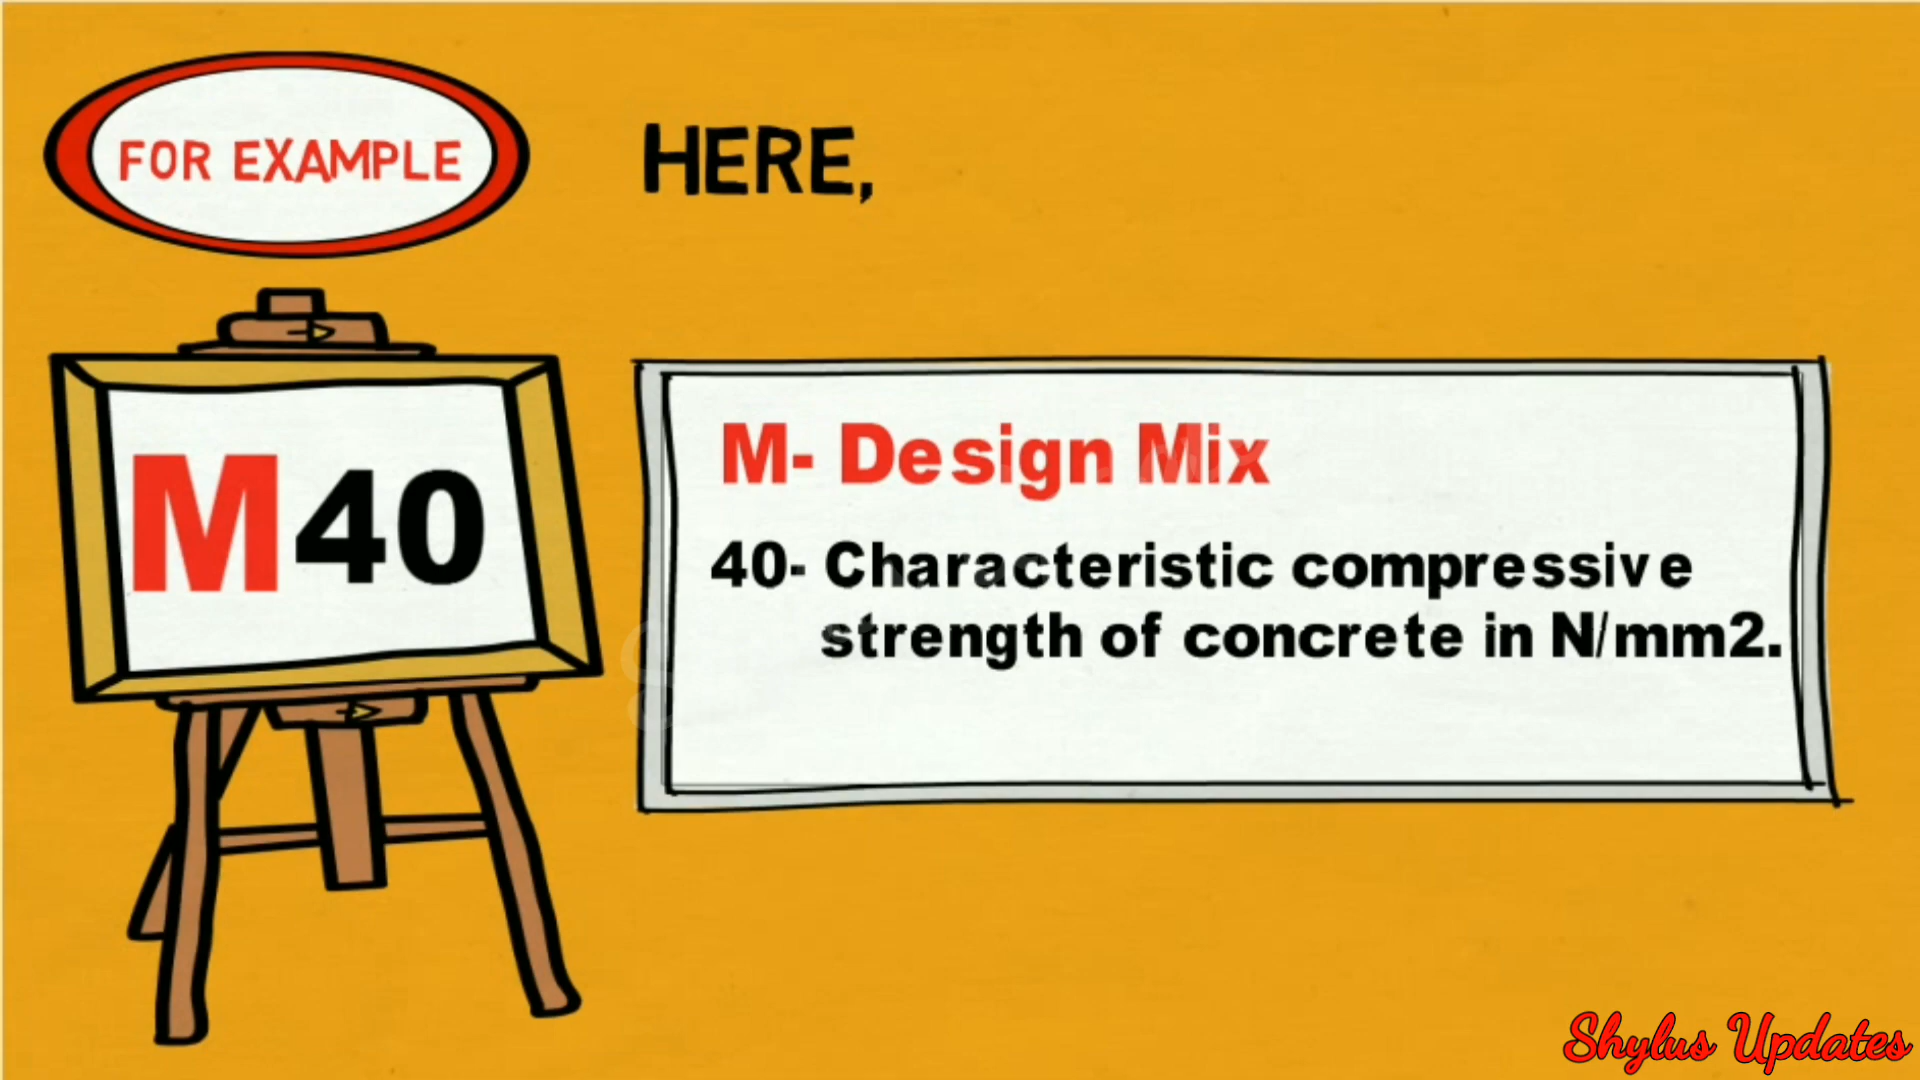 FOR EXAMPLE
HERE,
M40
M- Design Mix
40- Characteristic compressive
strength of concrete in N/mm2.
Shylus Updates